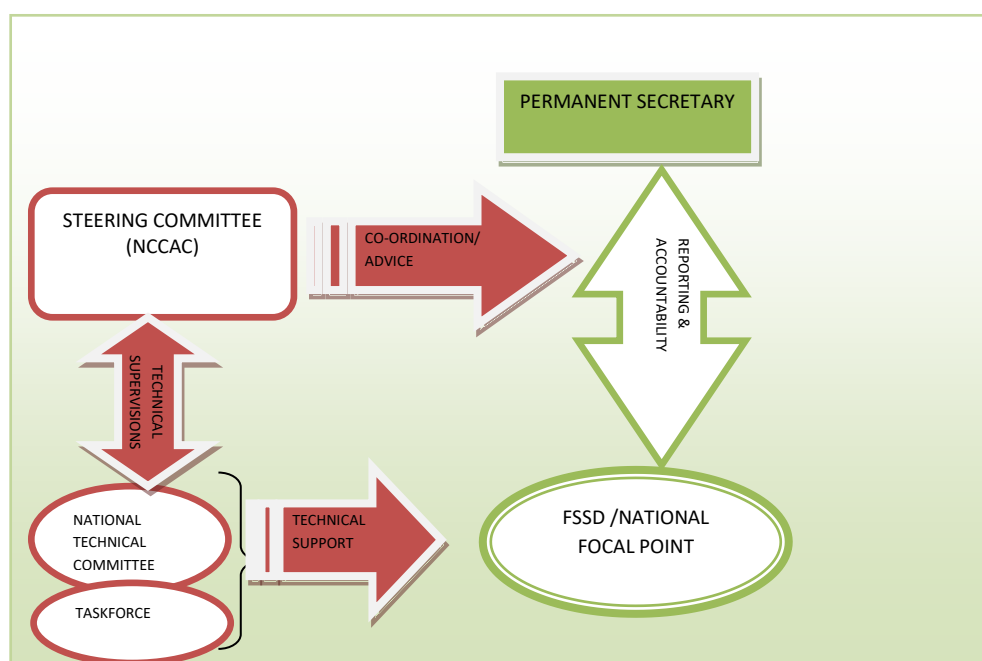 PERMANENT SECRETARY
STEERING COMMITTEE
(NCCAC)
CO-ORDINATION/
ADVICE
REPORTING &
ACCOUNTABILITY
TECHNICAL
SUPERVISIONS
NATIONAL
TECHNICAL
COMMITTEE
TASKFORCE
TECHNICAL
SUPPORT
FSSD /NATIONAL
FOCAL POINT